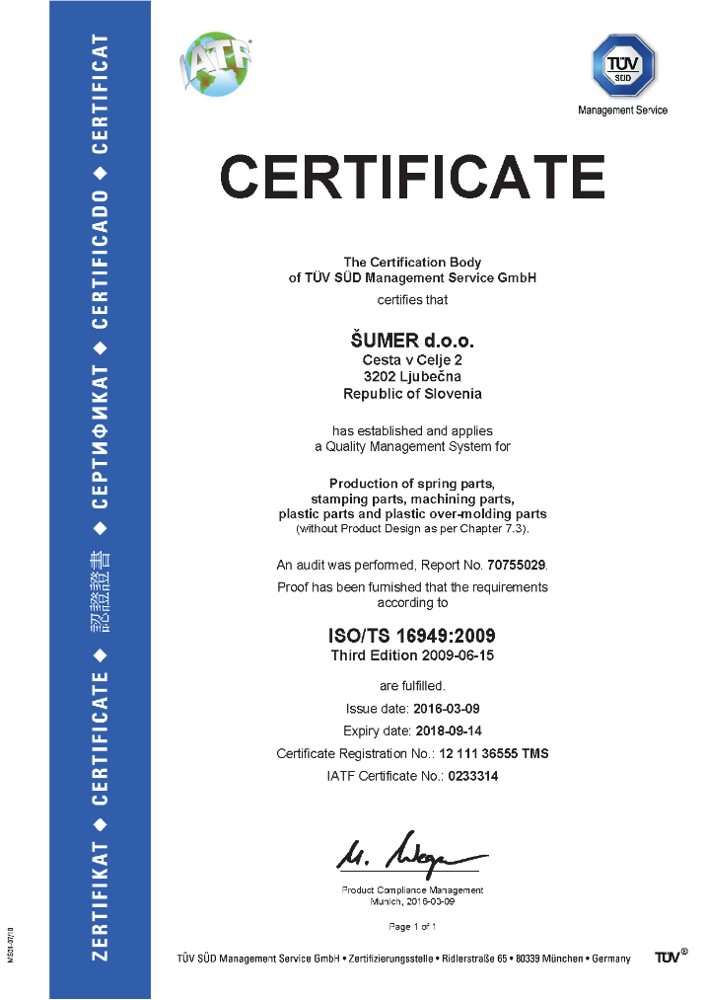 IATF®
TÜV
SÜD
Management Service
CERTIFICATE
The Certification Body
of TÜV SÜD Management Service GmbH
certifies that
ŠUMER d.o.o.
Cesta v Celje 2
3202 Ljubečna
Republic of Slovenia
has established and applies
a Quality Management System for
Production of spring parts,
stamping parts, machining parts,
plastic parts and plastic over-molding parts
(without Product Design as per Chapter 7.3).
An audit was performed, Report No. 70755029.
Proof has been furnished that the requirements
according to
ISO/TS 16949:2009
Third Edition 2009-06-15
are fulfilled.
Issue date: 2016-03-09
Expiry date: 2018-09-14
Certificate Registration No.: 12 111 36555 TMS
IATF Certificate No.: 0233314
Product Compliance Management
Munich, 2016-03-09
Page 1 of 1
TÜV SÜD Management Service GmbH • Zertifizierungsstelle • Ridlerstraße 65 • 80339 München • Germany
TÜV®
ZERTIFIKAT ◆ CERTIFICATE ◆ 認證證書 ◆ СЕРТИФИКАТ ◆ CERTIFICADO ◆ CERTIFICAT